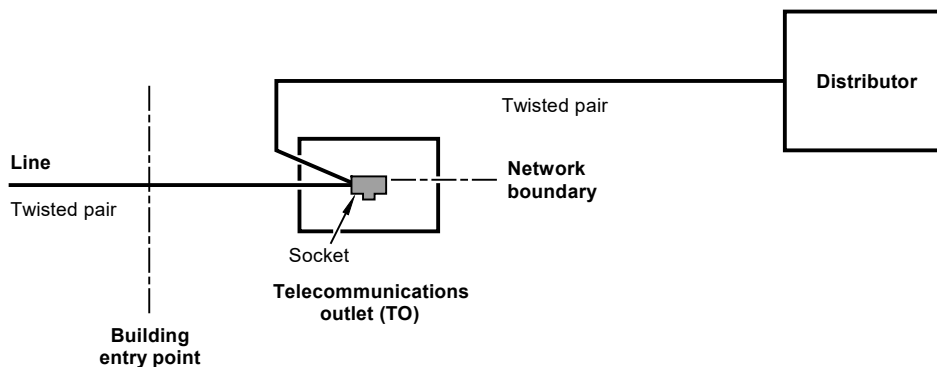 Distributor
Twisted pair
Line
Network
boundary
Twisted pair
Socket
Telecommunications
outlet (TO)
Building
entry point